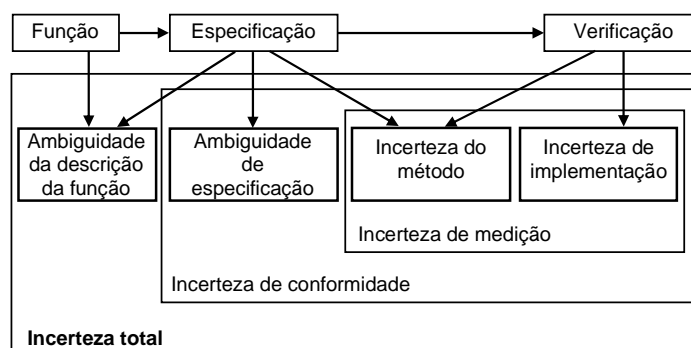 Função
Especificação
Verificação
Ambiguidade
da descrição
da função
Ambiguidade
de
especificação
Incerteza do
método
Incerteza de
implementação
Incerteza de medição
Incerteza de conformidade
Incerteza total